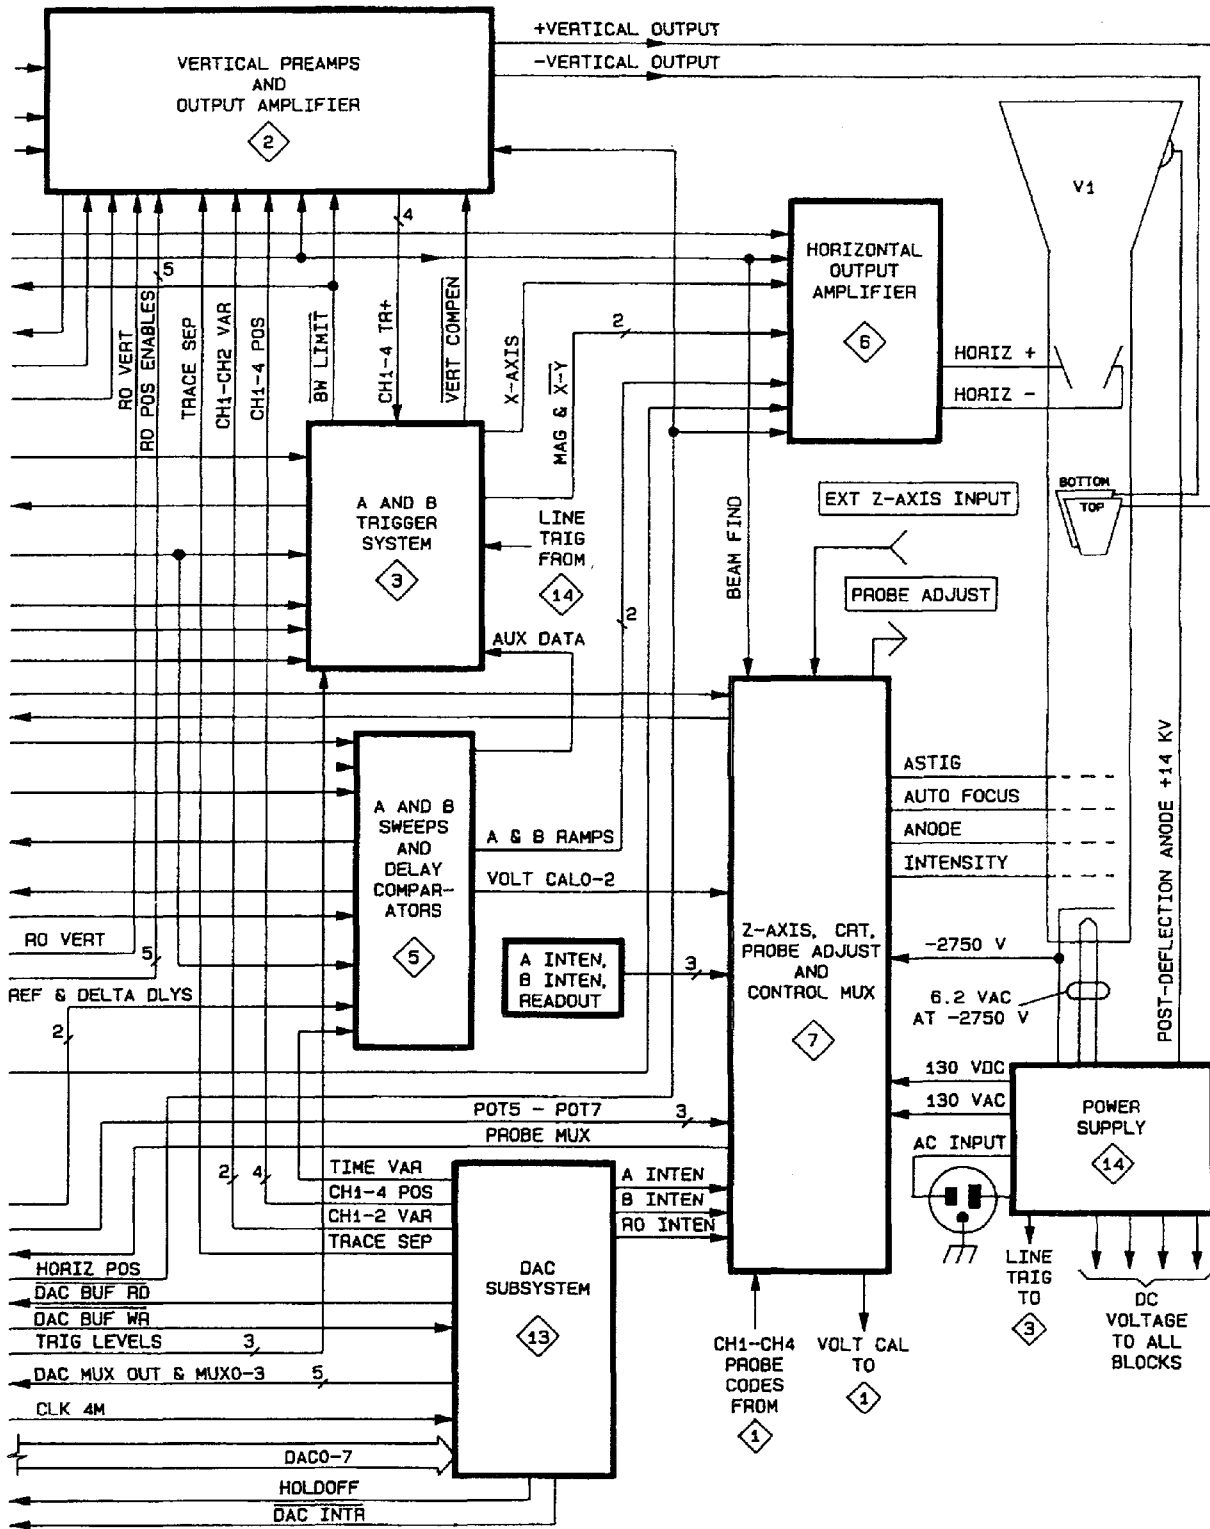 +VERTICAL OUTPUT
-VERTICAL OUTPUT
VERTICAL PREAMPS
AND
OUTPUT AMPLIFIER
2
V1
4
HORIZONTAL
OUTPUT
AMPLIFIER
6
5
RO VERT
RO POS ENABLES
TRACE SEP
CH1-CH2 VAR
CH1-4 POS
BW LIMIT
CH1-4 TR+
VERT COMPEN
X-AXIS
MAG & X-Y
2
HORIZ +
HORIZ -
A AND B
TRIGGER
SYSTEM
3
LINE
TRIG
FROM
14
BEAM FIND
EXT Z-AXIS INPUT
PROBE ADJUST
BOTTOM
TOP
2
AUX DATA
POST-DEFLECTION ANODE +14 KV
A AND B
SWEEPS
AND
DELAY
COMPAR-
ATORS
5
A & B RAMPS
VOLT CAL0-2
ASTIG
AUTO FOCUS
ANODE
INTENSITY
RO VERT
5
A INTEN,
B INTEN,
READOUT
3
Z-AXIS, CRT,
PROBE ADJUST
AND
CONTROL MUX
7
-2750 V
6.2 VAC
AT -2750 V
REF & DELTA DLYS
2
130 VDC
130 VAC
POWER
SUPPLY
14
AC INPUT
POT5 - POT7
3
PROBE MUX
TIME VAR
CH1-4 POS
CH1-2 VAR
TRACE SEP
2
4
A INTEN
B INTEN
RO INTEN
DAC
SUBSYSTEM
13
HORIZ POS
DAC BUF RD
DAC BUF WR
TRIG LEVELS
3
DAC MUX OUT & MUX0-3
5
CLK 4M
DAC0-7
HOLDOFF
DAC INTR
CH1-CH4
PROBE
CODES
FROM
1
VOLT CAL
TO
1
LINE
TRIG
TO
3
DC
VOLTAGE
TO ALL
BLOCKS